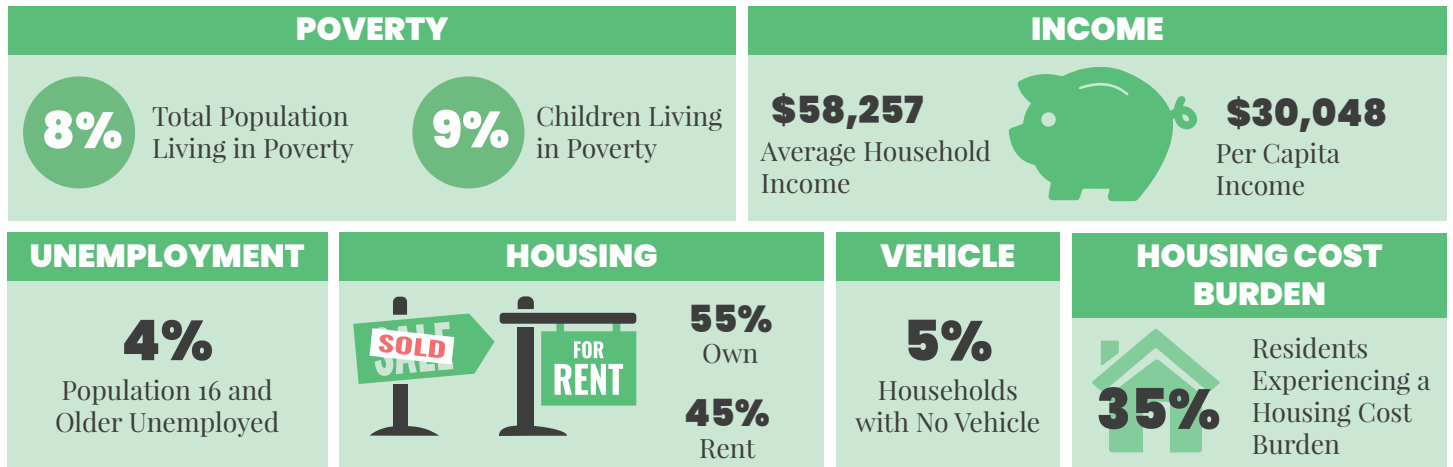 POVERTY
8%
Total Population
Living in Poverty
9%
Children Living
in Poverty
INCOME
$58,257
Average Household
Income
$30,048
Per Capita
Income
UNEMPLOYMENT
4%
Population 16 and
Older Unemployed
HOUSING
SALE
SOLD
FOR
RENT
55%
Own
45%
Rent
VEHICLE
5%
Households
with No Vehicle
HOUSING COST
BURDEN
35%
Residents
Experiencing a
Housing Cost
Burden